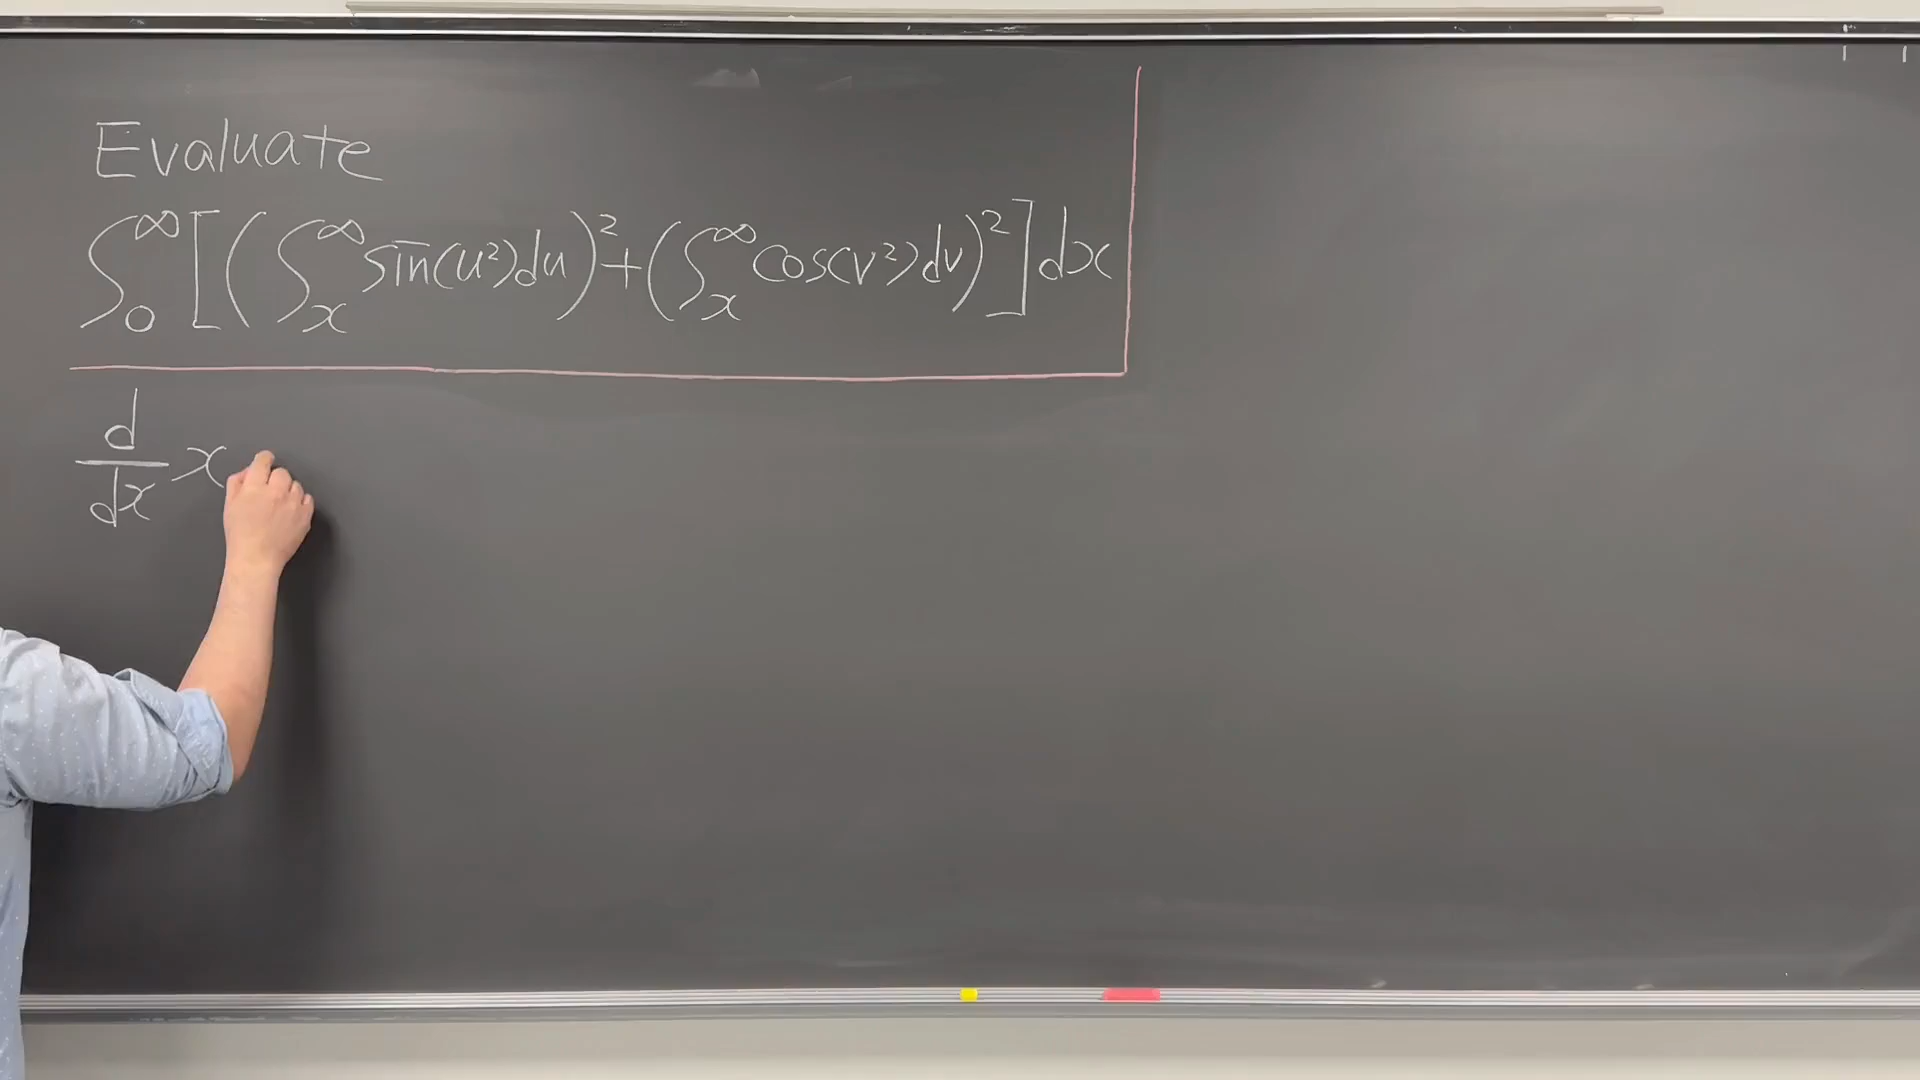 Evaluate
∫₀^∞ [(∫ₓ^∞ sin(u²)du)² + (∫ₓ^∞ cos(v²)dv)²] dx
d/dx x